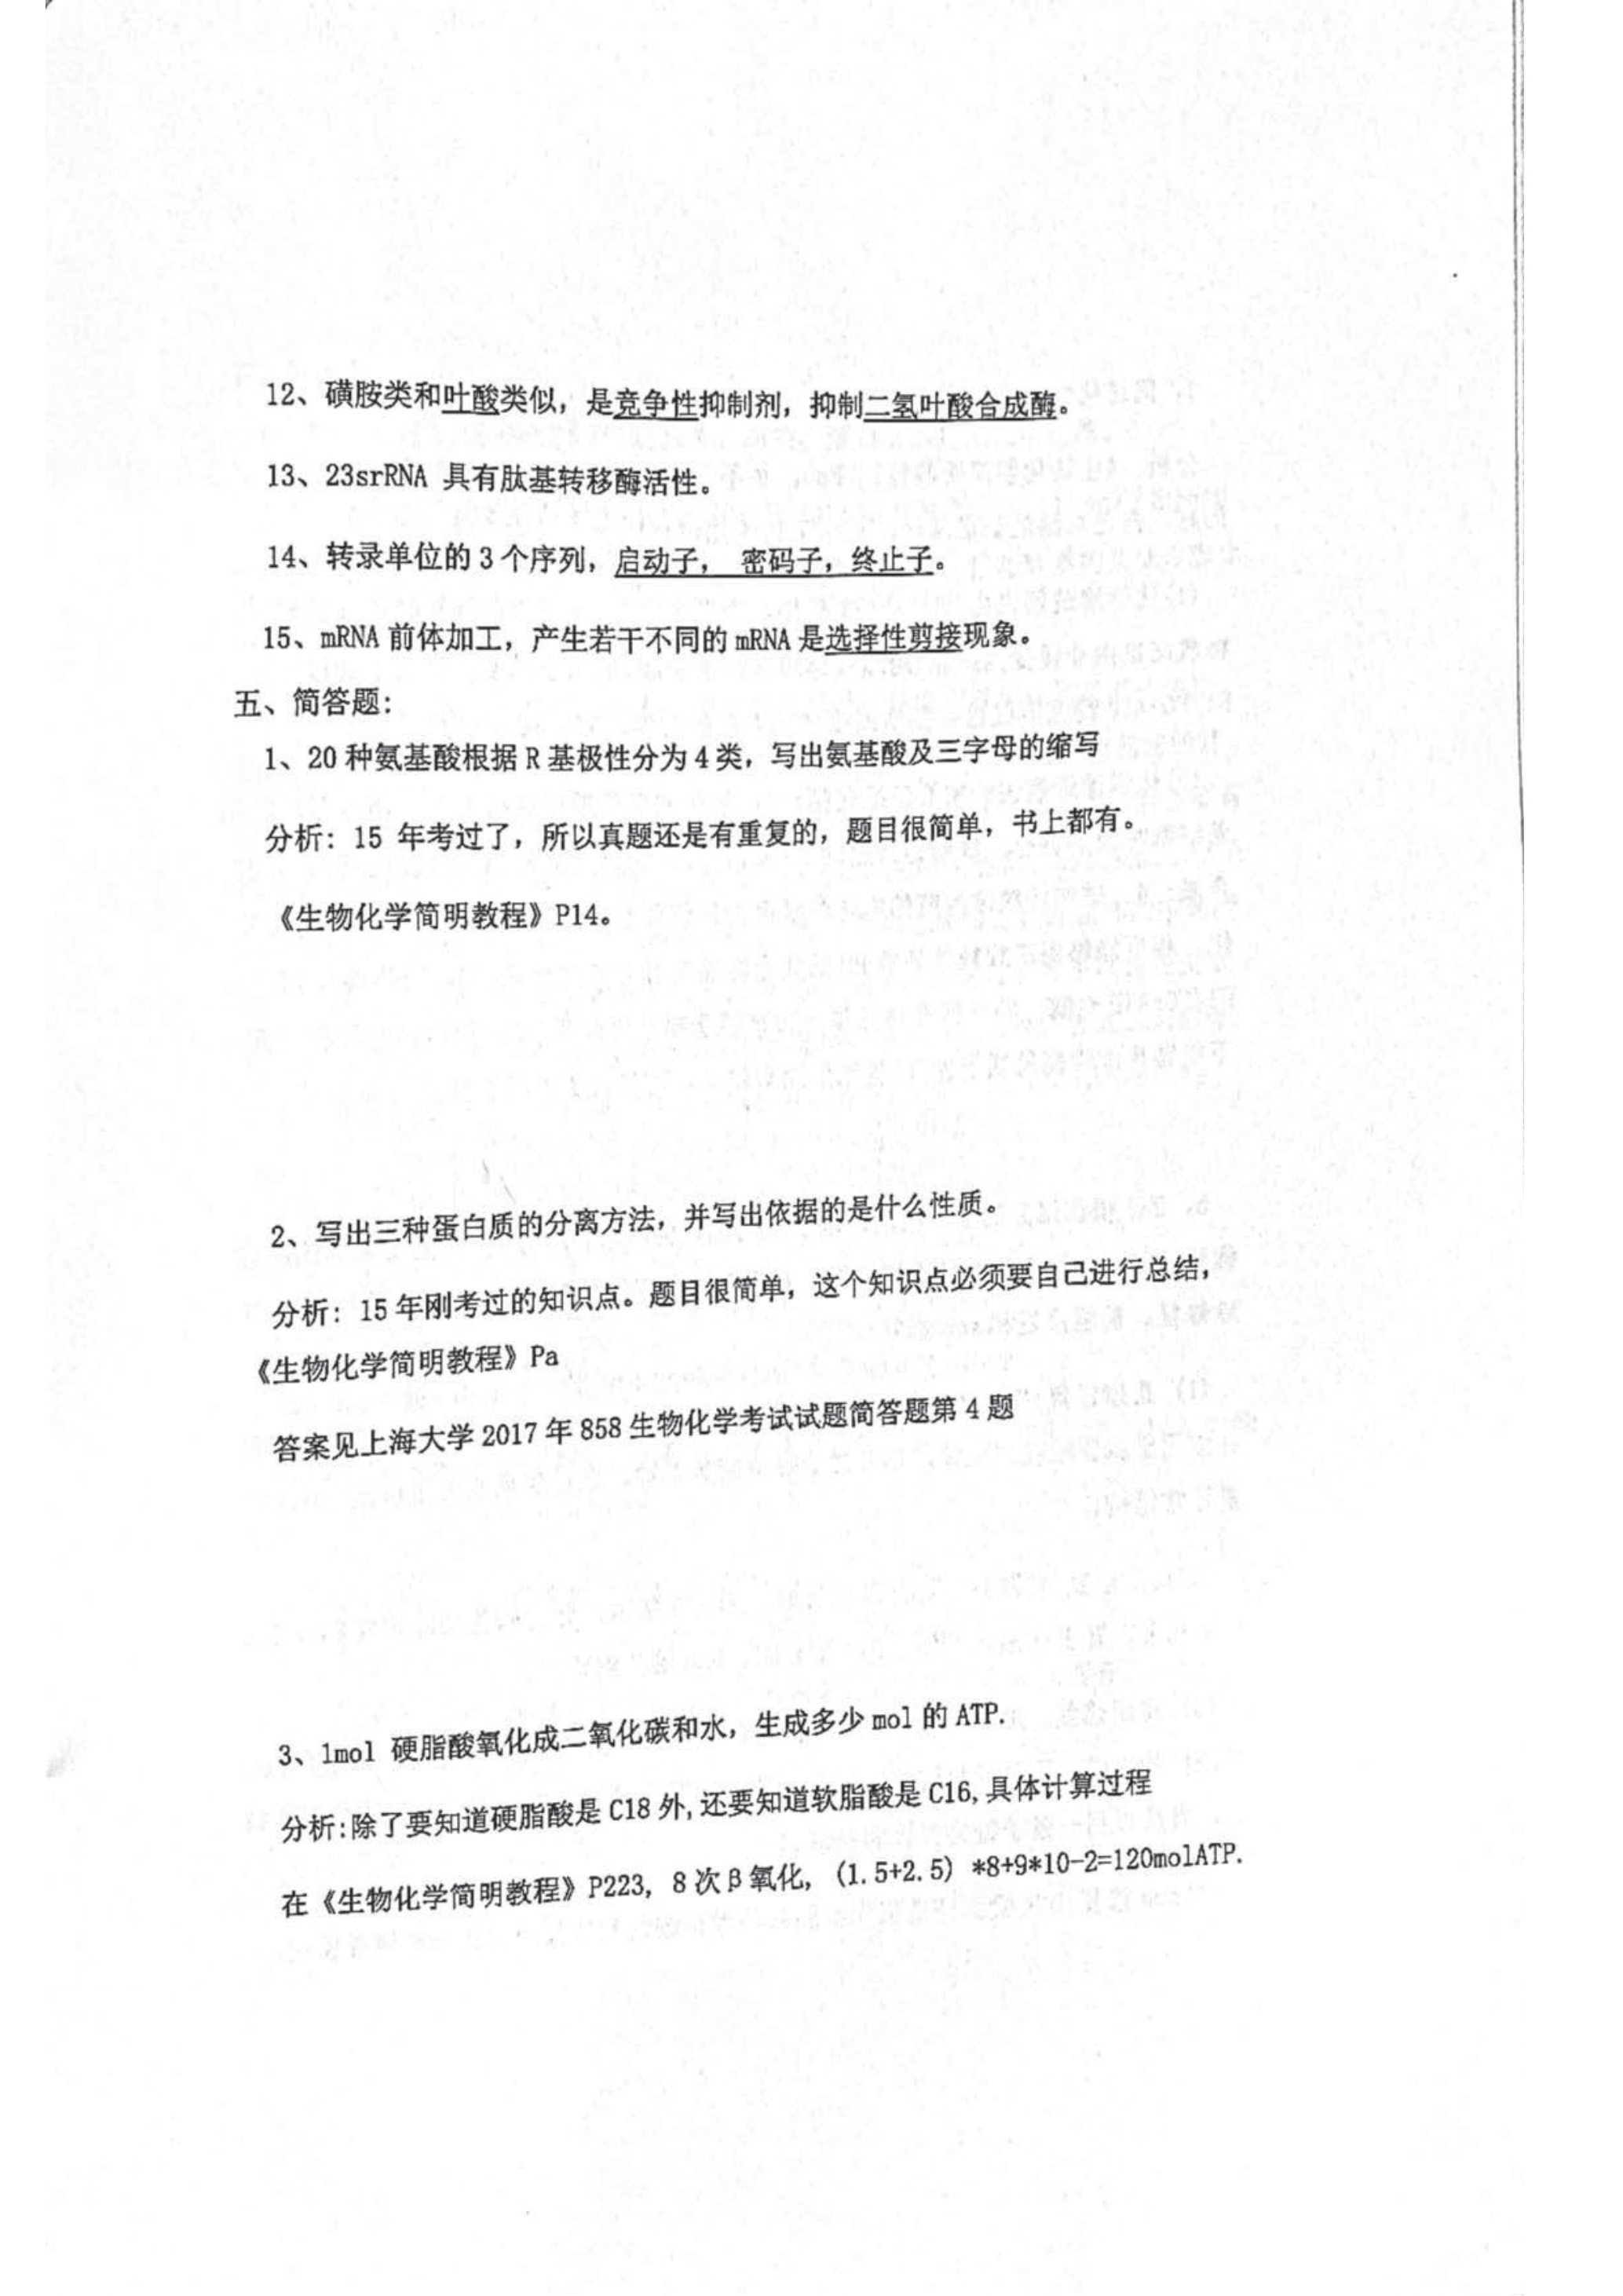 12、磺胺类和叶酸类似，是竞争性抑制剂，抑制二氢叶酸合成酶。
13、23srRNA 具有肽基转移酶活性。
14、转录单位的 3 个序列，启动子， 密码子，终止子。
15、mRNA 前体加工，产生若干不同的 mRNA 是选择性剪接现象。
五、简答题：
1、20 种氨基酸根据 R 基极性分为 4 类，写出氨基酸及三字母的缩写
分析：15 年考过了，所以真题还是有重复的，题目很简单，书上都有。
《生物化学简明教程》P14。
2、写出三种蛋白质的分离方法，并写出依据的是什么性质。
分析：15 年刚考过的知识点。题目很简单，这个知识点必须要自己进行总结，
《生物化学简明教程》Pa
答案见上海大学 2017 年 858 生物化学考试试题简答题第 4 题
3、1mol 硬脂酸氧化成二氧化碳和水，生成多少 mol 的 ATP.
分析:除了要知道硬脂酸是 C18 外,还要知道软脂酸是 C16,具体计算过程
在《生物化学简明教程》P223，8 次β氧化，(1.5+2.5) *8+9*10-2=120molATP.